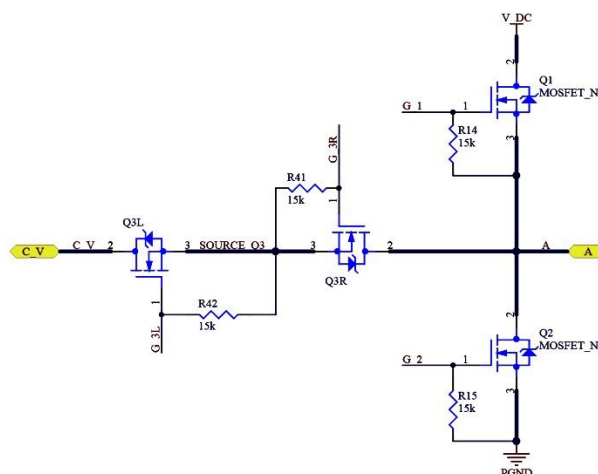 V_DC
2
Q1
MOSFET_N
G_1
1
R14
15k
3
G_3R
R41
15k
1
Q3L
C_V
C_V
2
3
SOURCE_Q3
3
2
A
A
Q3R
1
R42
15k
G_3L
2
Q2
MOSFET_N
G_2
1
R15
15k
3
PGND